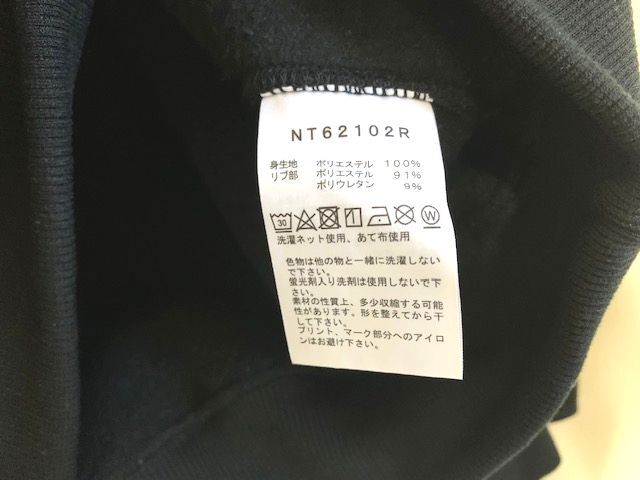 NT62102R
身生地 ポリエステル 100%
リブ部 ポリエステル 91%
ポリウレタン 9%
30 W
洗濯ネット使用、あて布使用
色物は他の物と一緒に洗濯しない
で下さい。
蛍光剤入り洗剤は使用しないで下
さい。
素材の性質上、多少収縮する可能
性があります。形を整えてから干
して下さい。
プリント、マーク部分へのアイロ
ンはお避け下さい。